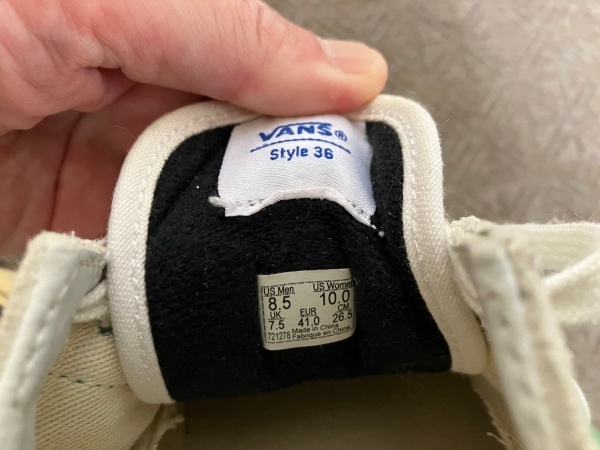 VANS®
Style 36
US Men US Women
8.5 10.0
UK EUR CM
7.5 41.0 26.5
721278 Made in China
Fabriqué en Chine